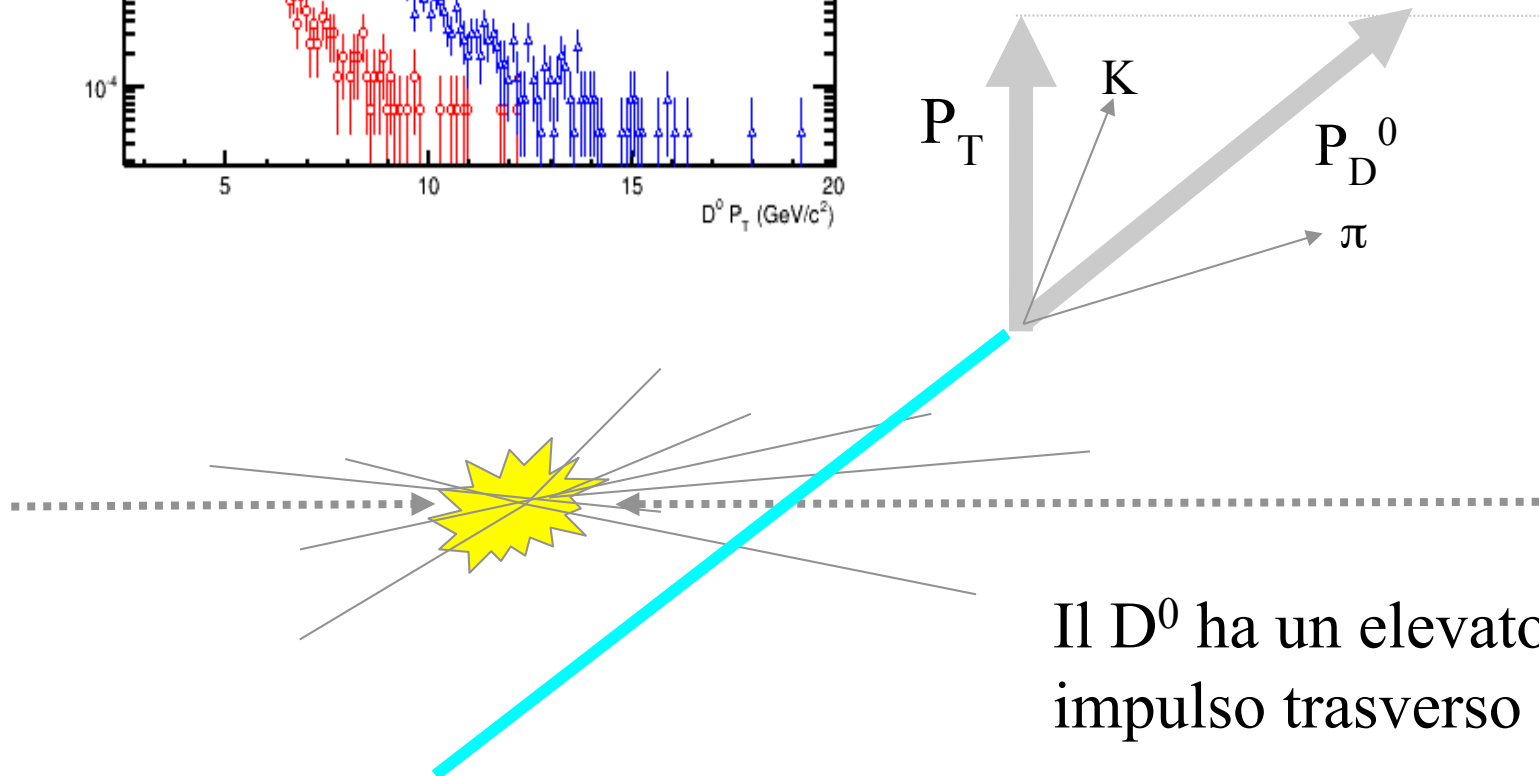 10⁻⁴
5 10 15 20
D⁰ P_T (GeV/c²)
K
P_T
P_D⁰
π
Il D⁰ ha un elevato
impulso trasverso